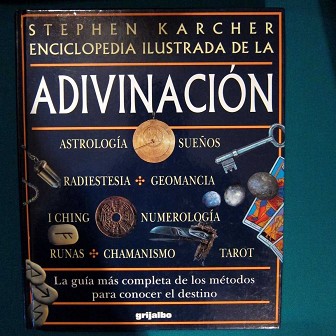 STEPHEN KARCHER
ENCICLOPEDIA ILUSTRADA DE LA
ADIVINACIÓN
ASTROLOGÍA SUEÑOS
RADIESTESIA GEOMANCIA
I CHING NUMEROLOGÍA
RUNAS CHAMANISMO TAROT
La guía más completa de los métodos
para conocer el destino
grijalbo